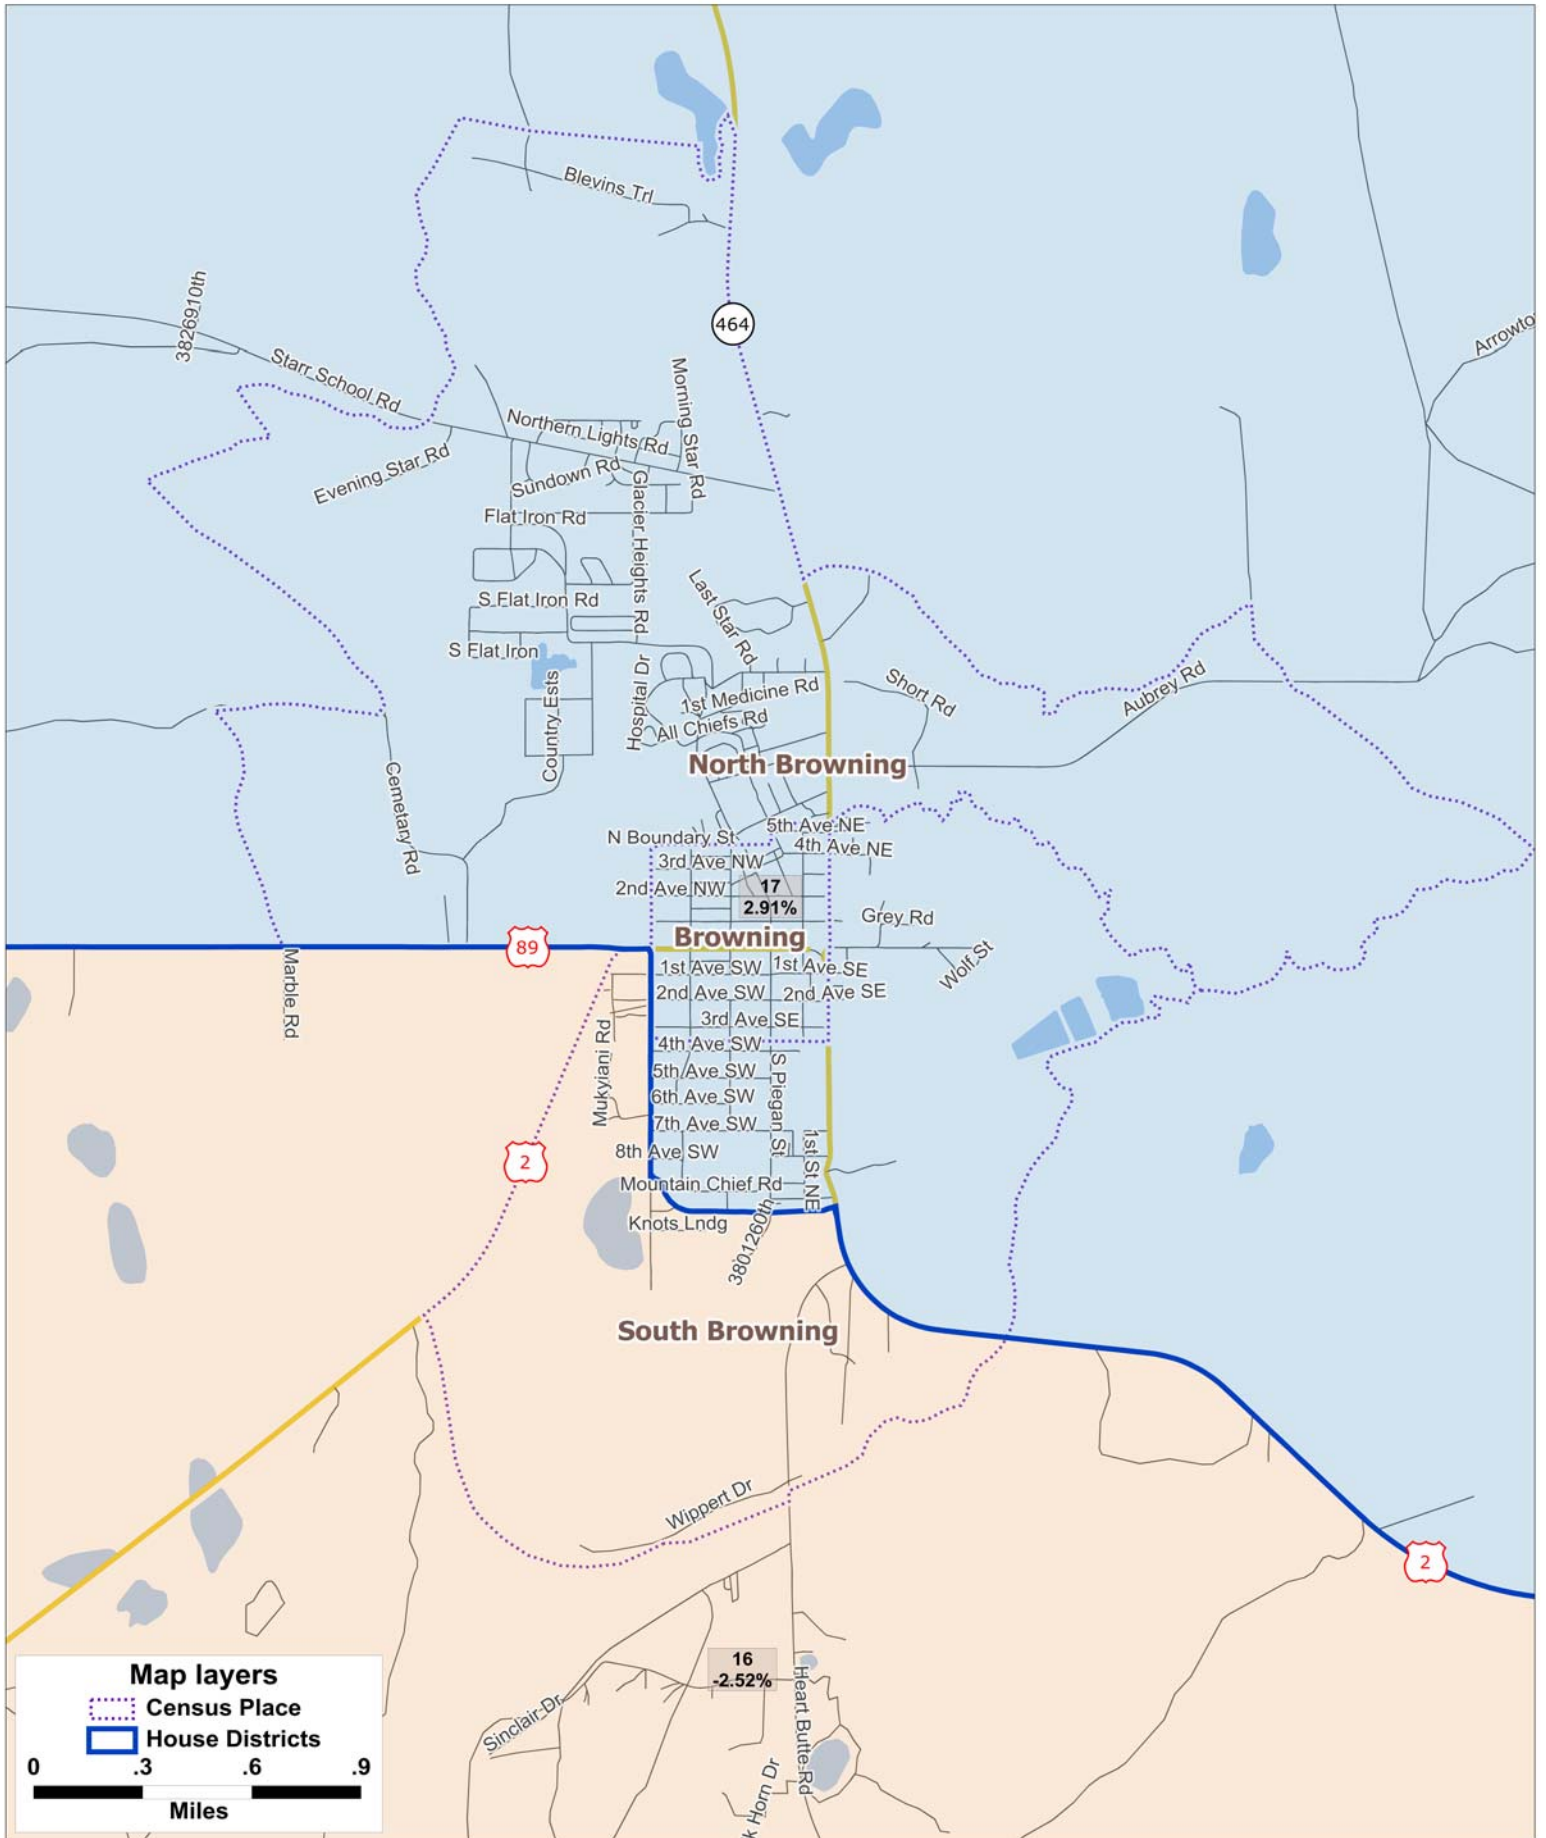 Blevins Trl
3826910th
464
Arrowto
Starr School Rd
Morning Star Rd
Northern Lights Rd
Evening Star Rd
Sundown Rd
Glacier Heights Rd
Flat Iron Rd
Last Star Rd
S Flat Iron Rd
S Flat Iron
Hospital Dr
Country Ests
1st Medicine Rd
Short Rd
Aubrey Rd
All Chiefs Rd
North Browning
Cemetary Rd
5th Ave NE
N Boundary St
4th Ave NE
3rd Ave NW
2nd Ave NW
17
2.91%
Grey Rd
Browning
89
Wolf St
Marble Rd
1st Ave SW
1st Ave SE
2nd Ave SW
2nd Ave SE
3rd Ave SE
Mukyiani Rd
4th Ave SW
5th Ave SW
S Piegan St
6th Ave SW
7th Ave SW
8th Ave SW
1st St NE
2
Mountain Chief Rd
Knots Lndg
3801260th
South Browning
Wippert Dr
2
16
-2.52%
Heart Butte Rd
Sinclair Dr
k Horn Dr
Map layers
Census Place
House Districts
0 .3 .6 .9
Miles